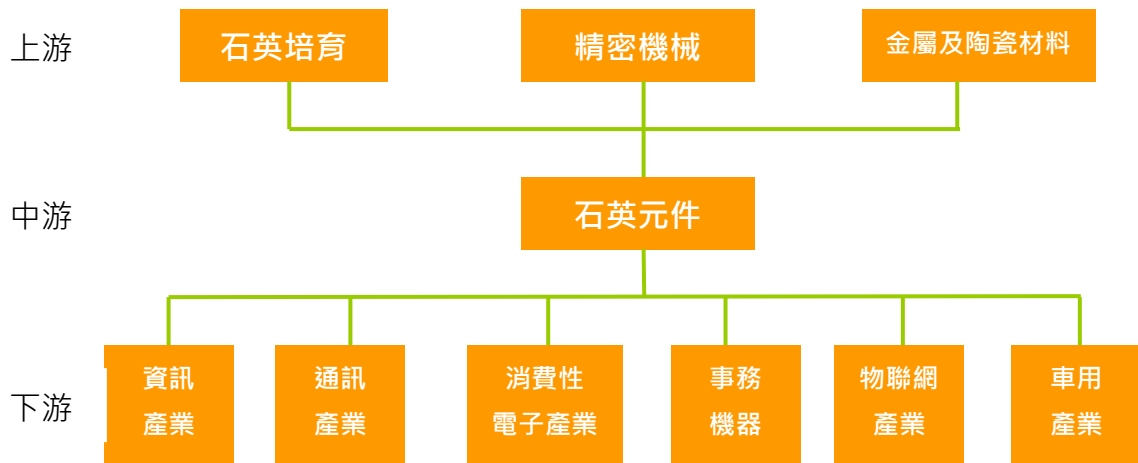 上游
石英培育
精密機械
金屬及陶瓷材料
中游
石英元件
下游
資訊
產業
通訊
產業
消費性
電子產業
事務
機器
物聯網
產業
車用
產業